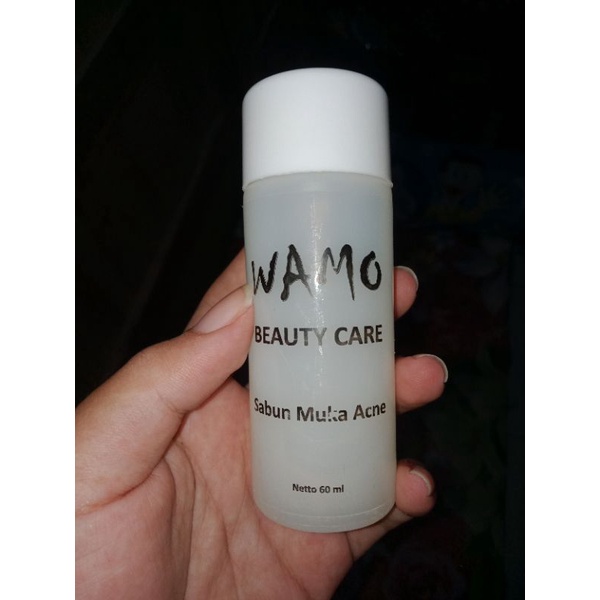 WAMO
BEAUTY CARE
Sabun Muka Acne
Netto 60 ml